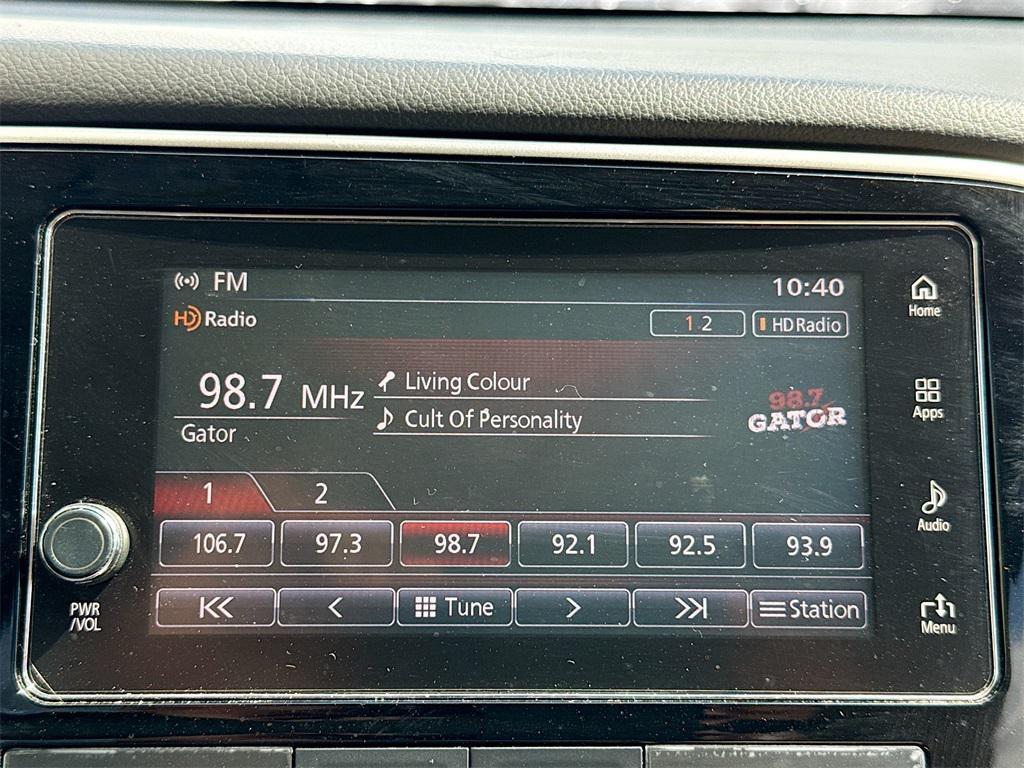 FM 10:40
HD Radio 1 2 HD Radio
98.7 MHz Living Colour
Cult Of Personality
Gator
98.7
GATOR
1 2
106.7 97.3 98.7 92.1 92.5 93.9
Tune Station
Home
Apps
Audio
Menu
PWR
/VOL